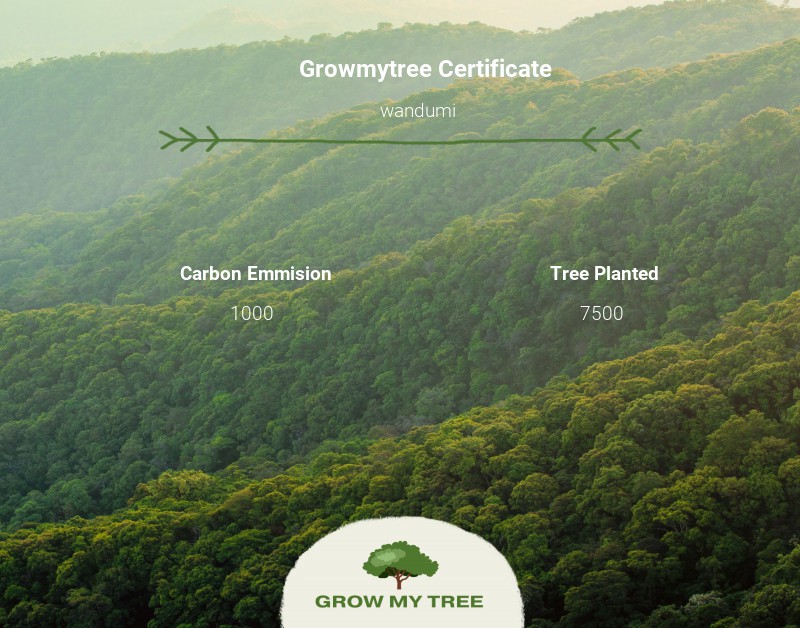 Growmytree Certificate
wandumi
Carbon Emmision
Tree Planted
1000
7500
GROW MY TREE